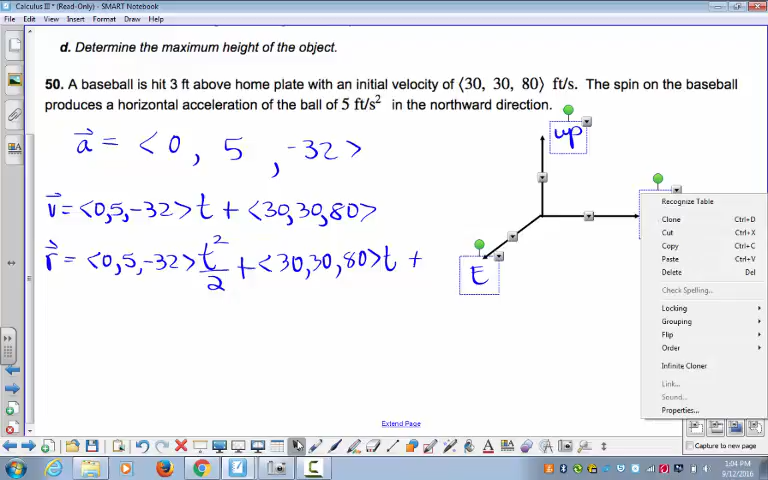 Calculus III * (Read-Only) - SMART Notebook
File Edit View Insert Format Draw Window Help
d. Determine the maximum height of the object.
50. A baseball is hit 3 ft above home plate with an initial velocity of ⟨30, 30, 80⟩ ft/s. The spin on the baseball
produces a horizontal acceleration of the ball of 5 ft/s² in the northward direction.
a⃗ = <0, 5, -32>
up
v⃗ = <0,5,-32>t + <30,30,80>
r⃗ = <0,5,-32> t²/2 + <30,30,80>t +
E
Recognize Table
Clone Ctrl+D
Cut Ctrl+X
Copy Ctrl+C
Paste Ctrl+V
Delete Del
Check Spelling...
Locking
Grouping
Flip
Order
Infinite Cloner
Link...
Sound...
Properties...
Extend Page
Capture to new page
1:04 PM
9/12/2016